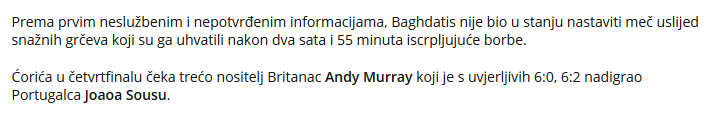 Prema prvim neslužbenim i nepotvrđenim informacijama, Baghdatis nije bio u stanju nastaviti meč uslijed
snažnih grčeva koji su ga uhvatili nakon dva sata i 55 minuta iscrpljujuće borbe.
Ćorića u četvrtfinalu čeka trećo nositelj Britanac Andy Murray koji je s uvjerljivih 6:0, 6:2 nadigrao
Portugalca Joaoa Sousu.